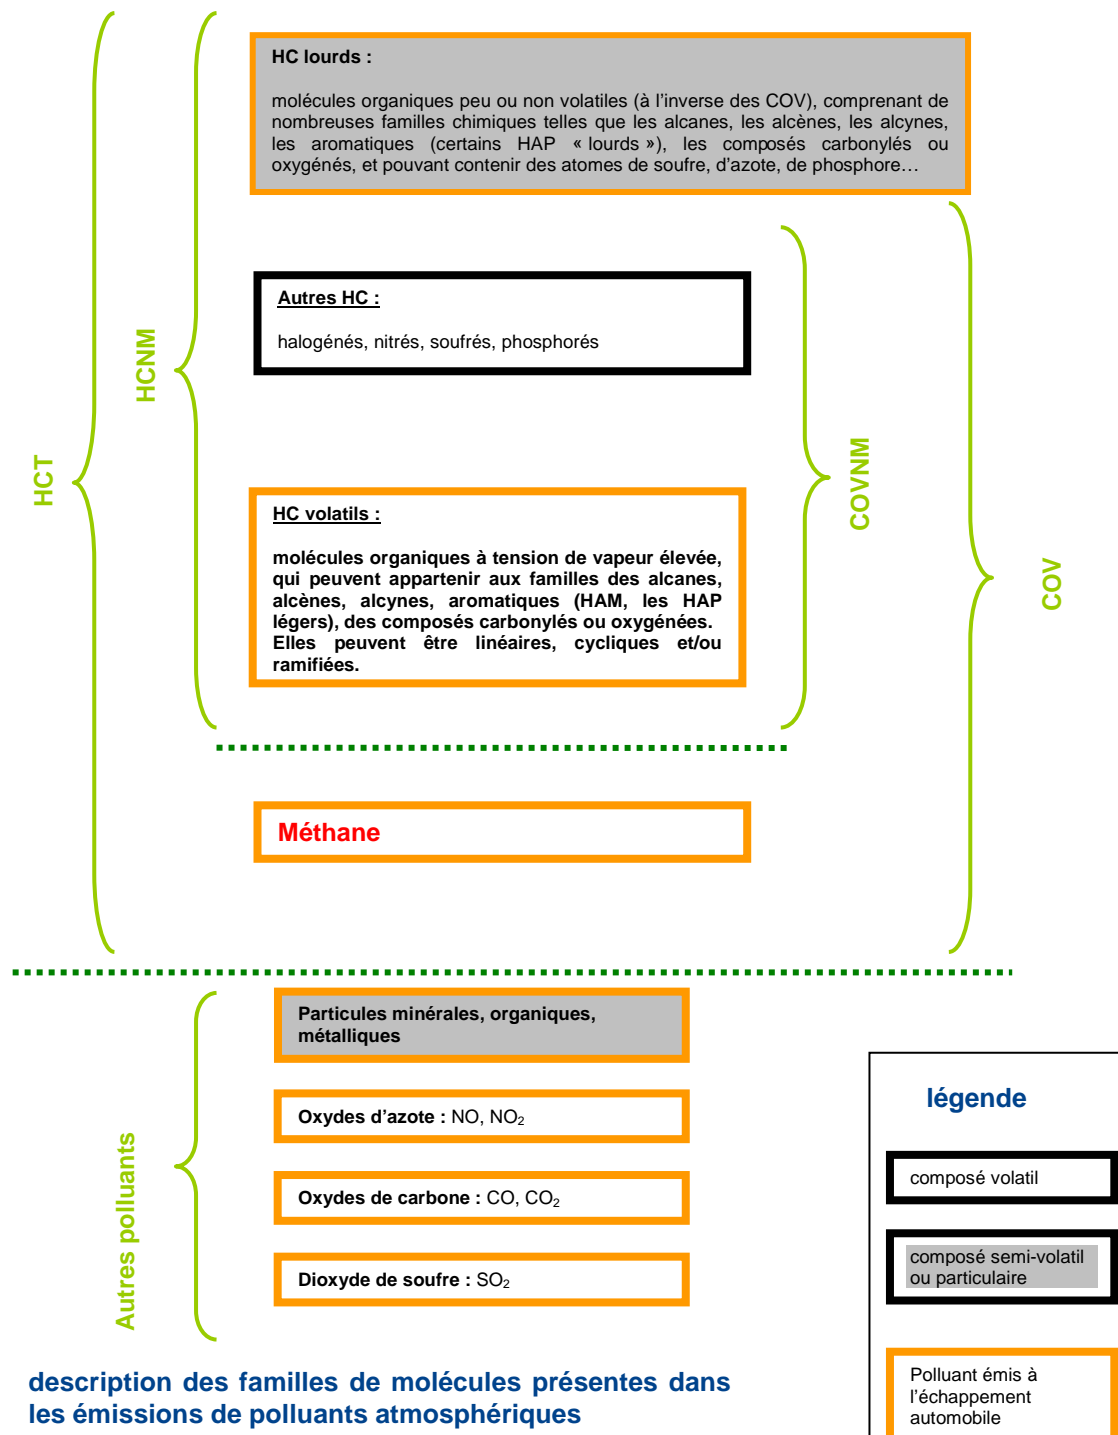 HC lourds :
molécules organiques peu ou non volatiles (à l’inverse des COV), comprenant de
nombreuses familles chimiques telles que les alcanes, les alcènes, les alcynes,
les aromatiques (certains HAP « lourds »), les composés carbonylés ou
oxygénés, et pouvant contenir des atomes de soufre, d’azote, de phosphore…
Autres HC :
halogénés, nitrés, soufrés, phosphorés
HCNM
HCT
COVNM
COV
HC volatils :
molécules organiques à tension de vapeur élevée,
qui peuvent appartenir aux familles des alcanes,
alcènes, alcynes, aromatiques (HAM, les HAP
légers), des composés carbonylés ou oxygénées.
Elles peuvent être linéaires, cycliques et/ou
ramifiées.
Méthane
Autres polluants
Particules minérales, organiques,
métalliques
Oxydes d’azote : NO, NO₂
Oxydes de carbone : CO, CO₂
Dioxyde de soufre : SO₂
légende
composé volatil
composé semi-volatil
ou particulaire
Polluant émis à
l’échappement
automobile
description des familles de molécules présentes dans
les émissions de polluants atmosphériques